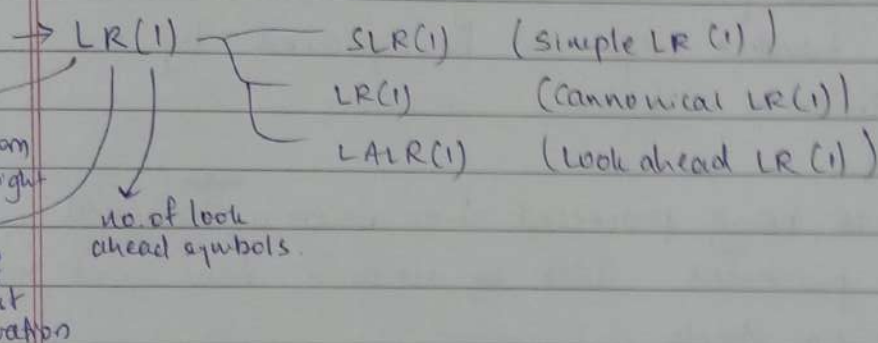 → LR(1) SLR(1) (Simple LR (1))
LR(1) (Cannonical LR(1))
LALR(1) (Look ahead LR (1))
no. of look
ahead symbols.